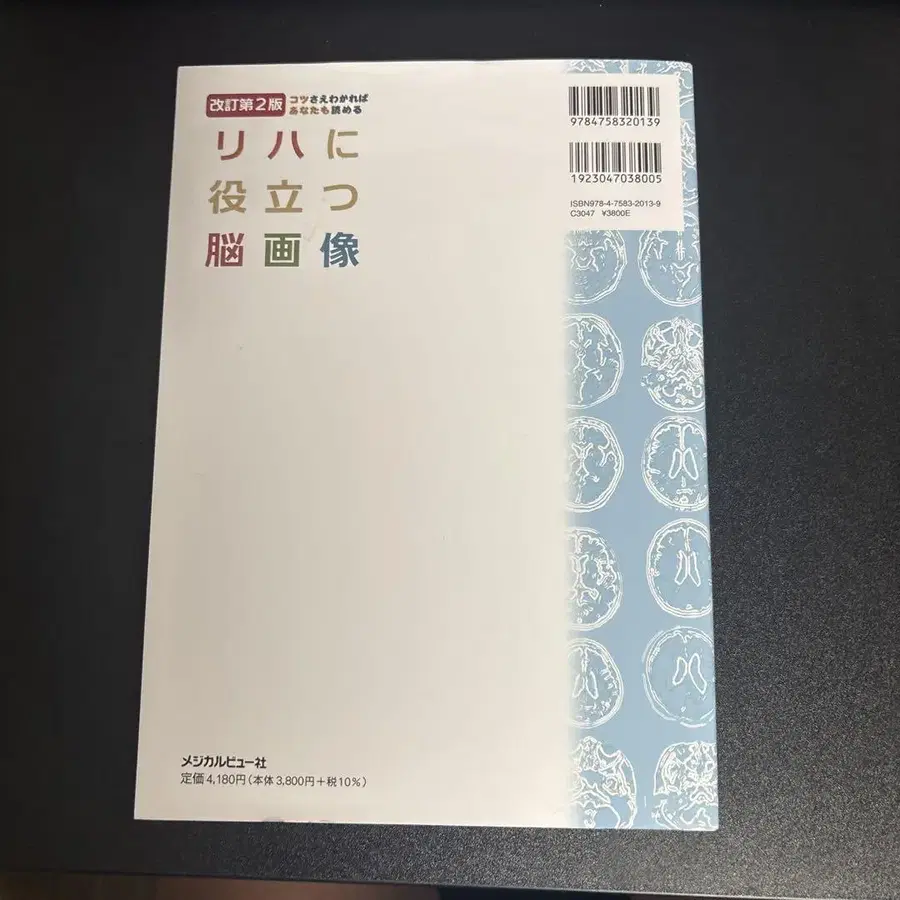 改訂第2版
コツさえわかれば
あなたも読める
リハに
役立つ
脳画像
9784758320139
1923047038005
ISBN978-4-7583-2013-9
C3047 ¥3800E
メジカルビュー社
定価4,180円(本体3,800円+税10%)